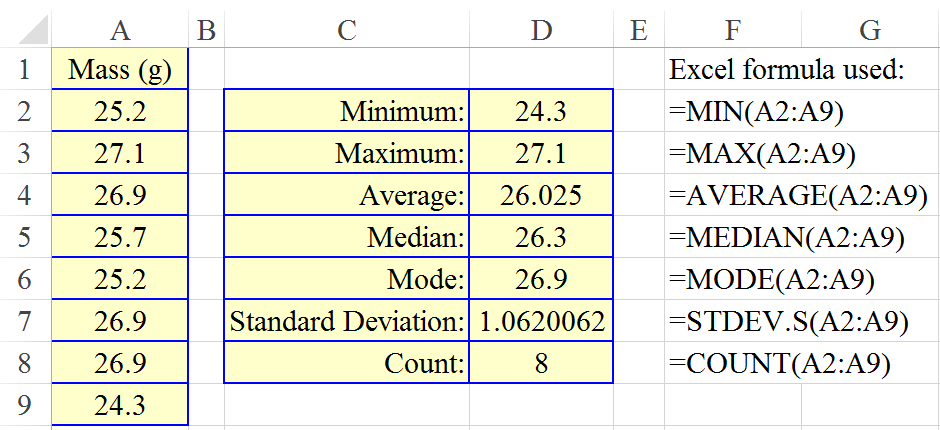 A B C D E F G
1 Mass (g) Excel formula used:
2 25.2 Minimum: 24.3 =MIN(A2:A9)
3 27.1 Maximum: 27.1 =MAX(A2:A9)
4 26.9 Average: 26.025 =AVERAGE(A2:A9)
5 25.7 Median: 26.3 =MEDIAN(A2:A9)
6 25.2 Mode: 26.9 =MODE(A2:A9)
7 26.9 Standard Deviation: 1.0620062 =STDEV.S(A2:A9)
8 26.9 Count: 8 =COUNT(A2:A9)
9 24.3